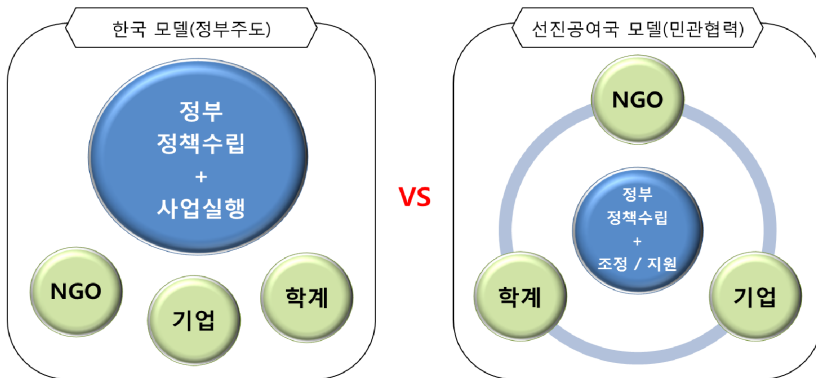 한국 모델(정부주도)
정부
정책수립
+
사업실행
NGO
기업
학계
VS
선진공여국 모델(민관협력)
NGO
정부
정책수립
+
조정 / 지원
학계
기업